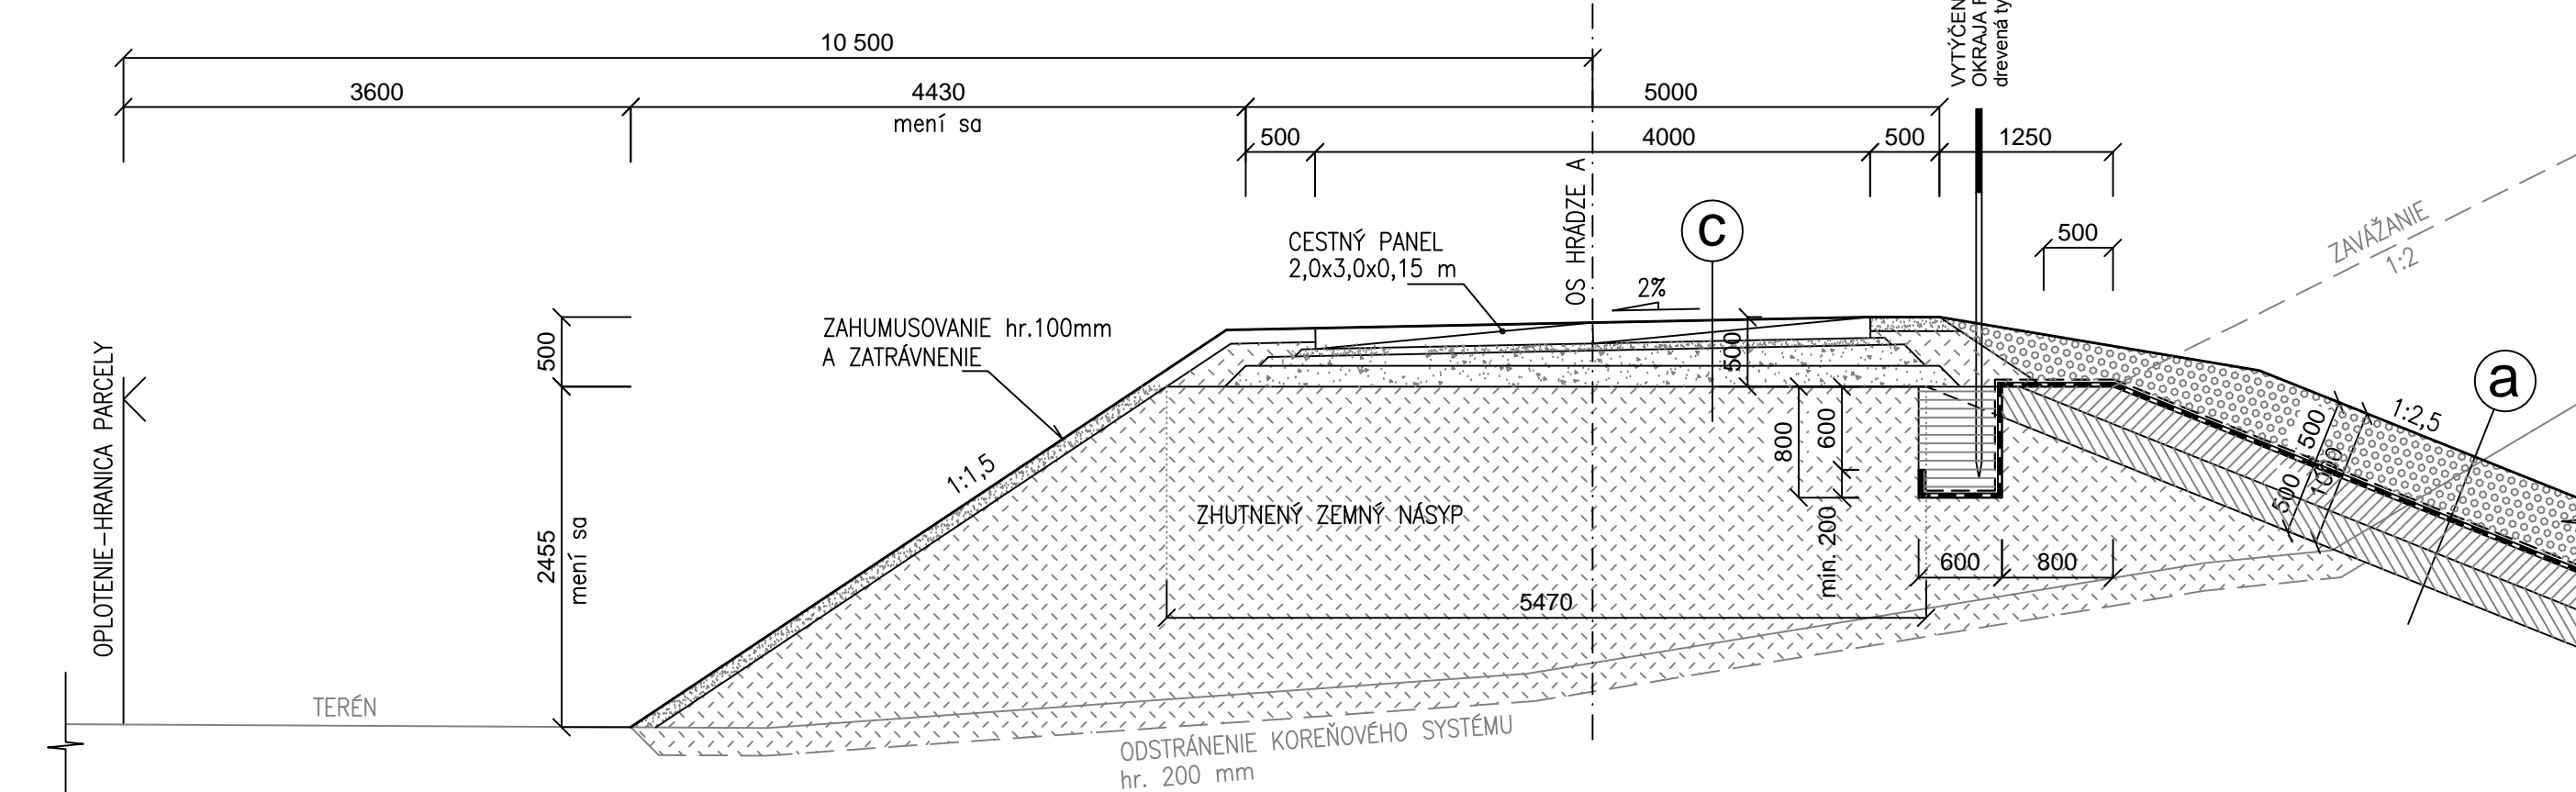 VYTÝČEN
OKRAJA
drevená ty
10 500
3600
4430
mení sa
5000
500
4000
500
1250
500
OS HRÁDZE A
C
CESTNÝ PANEL
2,0x3,0x0,15 m
2%
ZAVÁŽANIE
1:2
ZAHUMUSOVANIE hr.100mm
A ZATRÁVNENIE
500
500
a
OPLOTENIE-HRANICA PARCELY
1:1,5
1:2,5
500
1000
500
800
600
min. 200
ZHUTNENÝ ZEMNÝ NÁSYP
2455
mení sa
600
800
5470
TERÉN
ODSTRÁNENIE KOREŇOVÉHO SYSTÉMU
hr. 200 mm